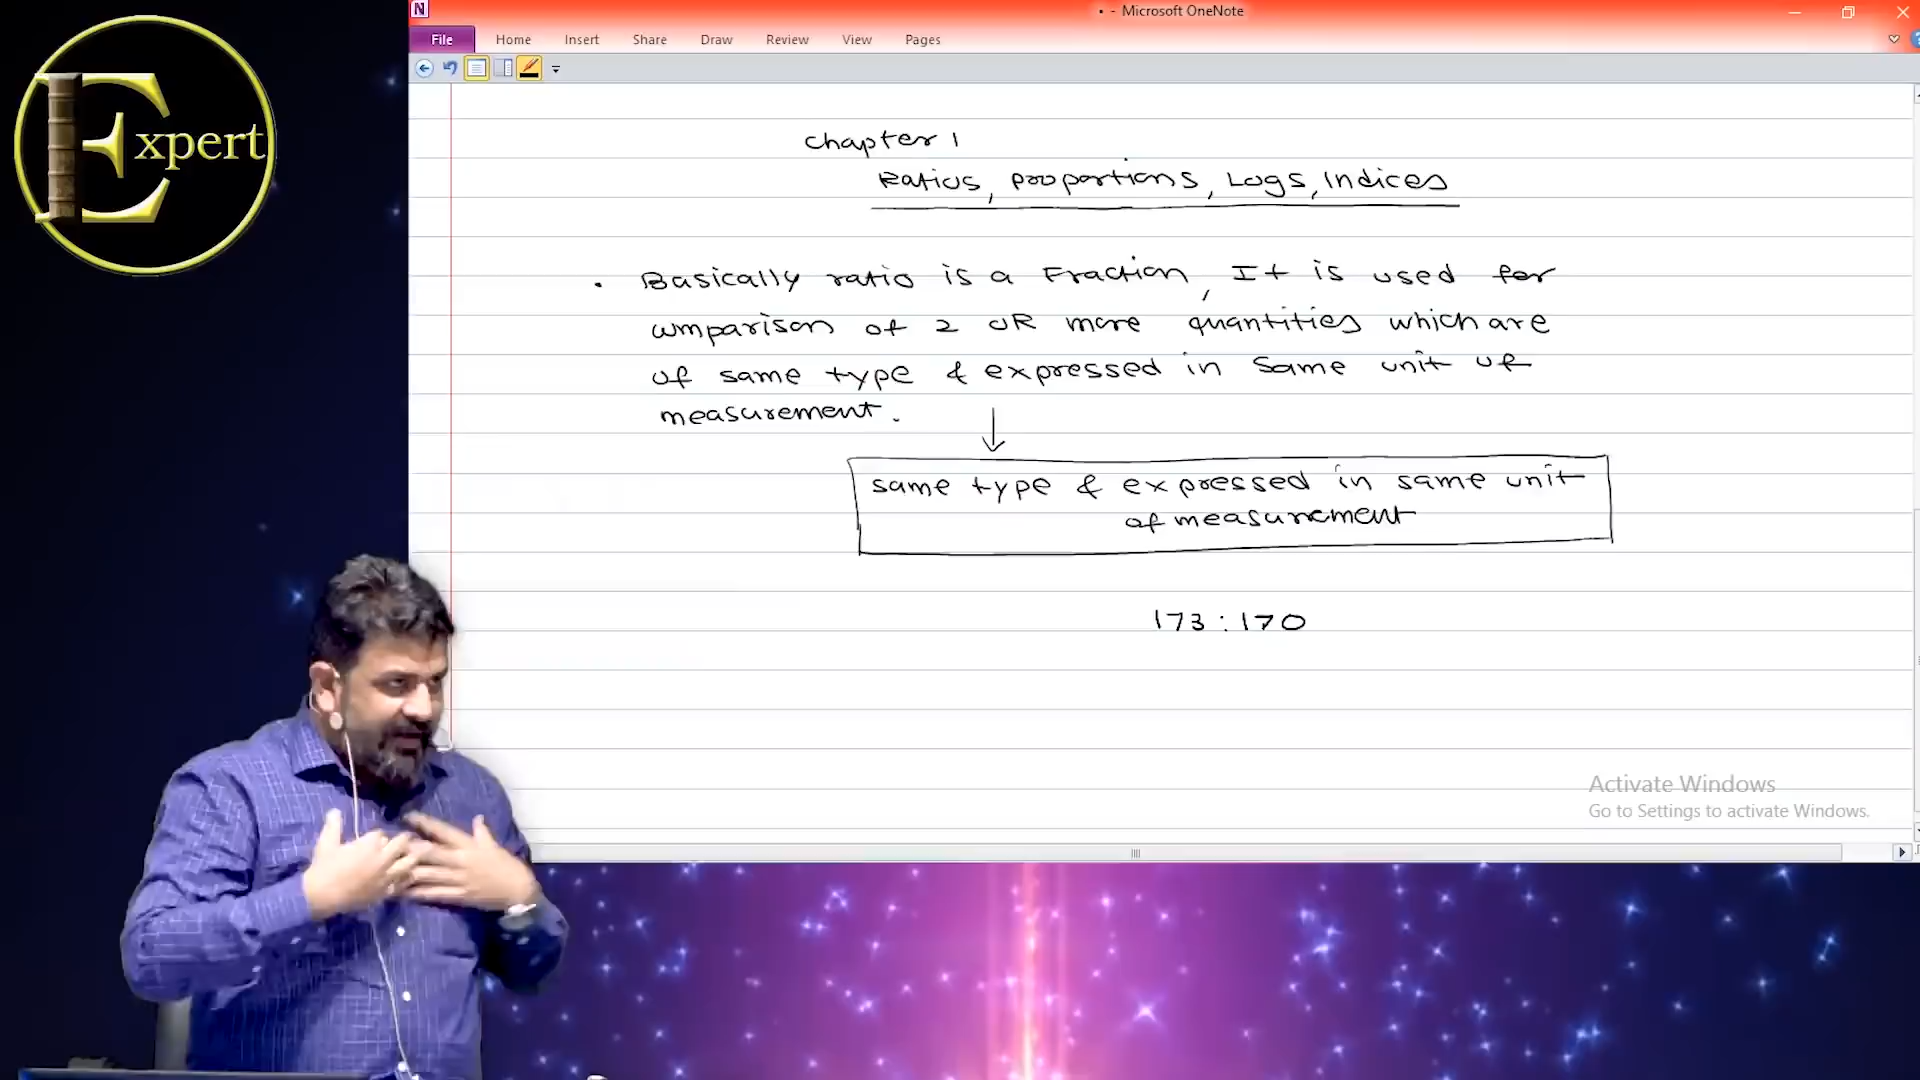 Expert
- Microsoft OneNote
File Home Insert Share Draw Review View Pages
Chapter 1
Ratios, Proportions, Logs, Indices
. Basically ratio is a Fraction, It is used for
comparison of 2 OR more quantities which are
of same type & expressed in same unit of
measurement.
same type & expressed in same unit
of measurement
173 : 170
Activate Windows
Go to Settings to activate Windows.